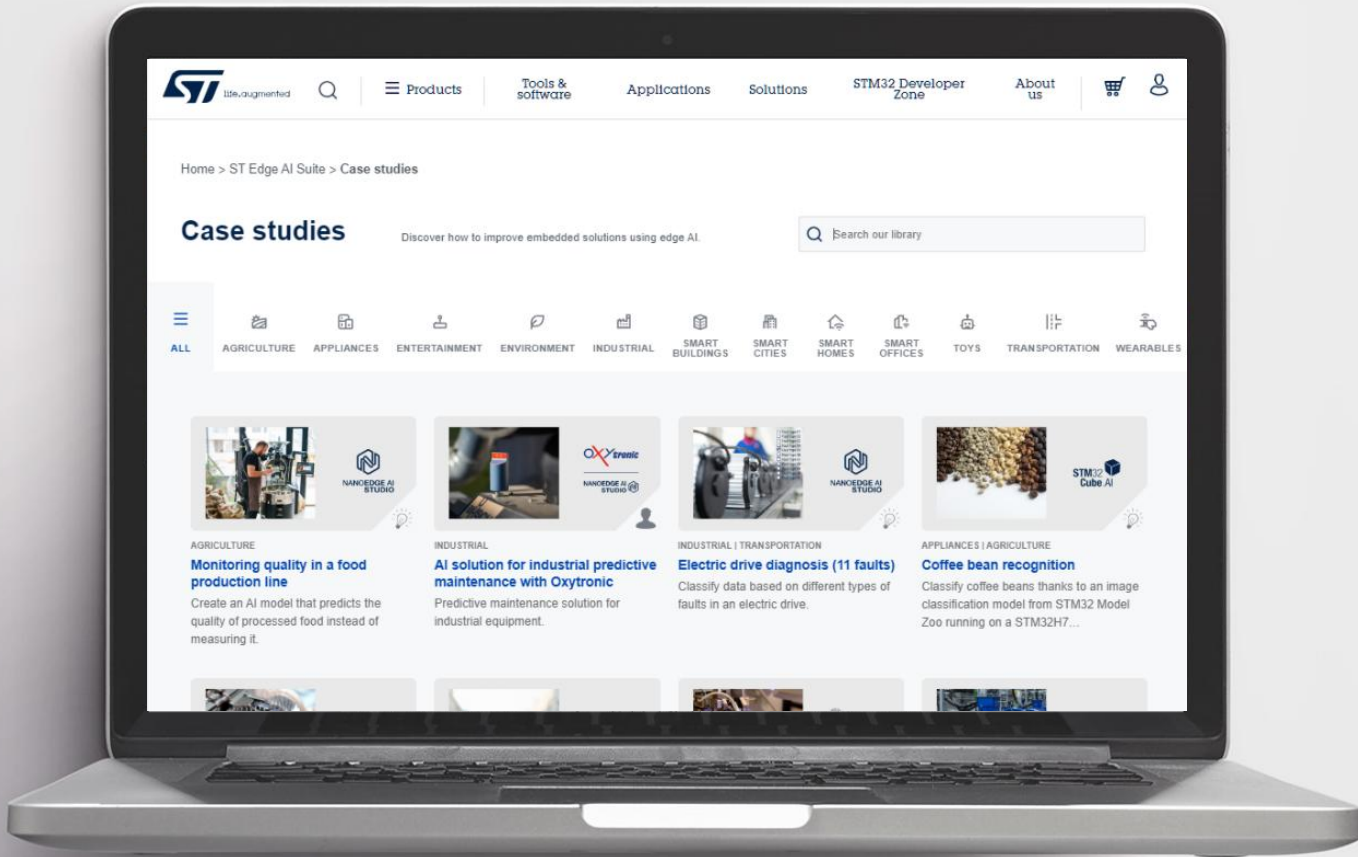 ST life.augmented
Products
Tools &
software
Applications
Solutions
STM32 Developer
Zone
About
us
Home > ST Edge AI Suite > Case studies
Case studies
Discover how to improve embedded solutions using edge AI.
Search our library
ALL
AGRICULTURE
APPLIANCES
ENTERTAINMENT
ENVIRONMENT
INDUSTRIAL
SMART
BUILDINGS
SMART
CITIES
SMART
HOMES
SMART
OFFICES
TOYS
TRANSPORTATION
WEARABLES
NANOEDGE AI
STUDIO
AGRICULTURE
Monitoring quality in a food
production line
Create an AI model that predicts the
quality of processed food instead of
measuring it.
OXYtronic
NANOEDGE AI
STUDIO
INDUSTRIAL
AI solution for industrial predictive
maintenance with Oxytronic
Predictive maintenance solution for
industrial equipment.
NANOEDGE AI
STUDIO
INDUSTRIAL | TRANSPORTATION
Electric drive diagnosis (11 faults)
Classify data based on different types of
faults in an electric drive.
STM32
Cube.AI
APPLIANCES | AGRICULTURE
Coffee bean recognition
Classify coffee beans thanks to an image
classification model from STM32 Model
Zoo running on a STM32H7...